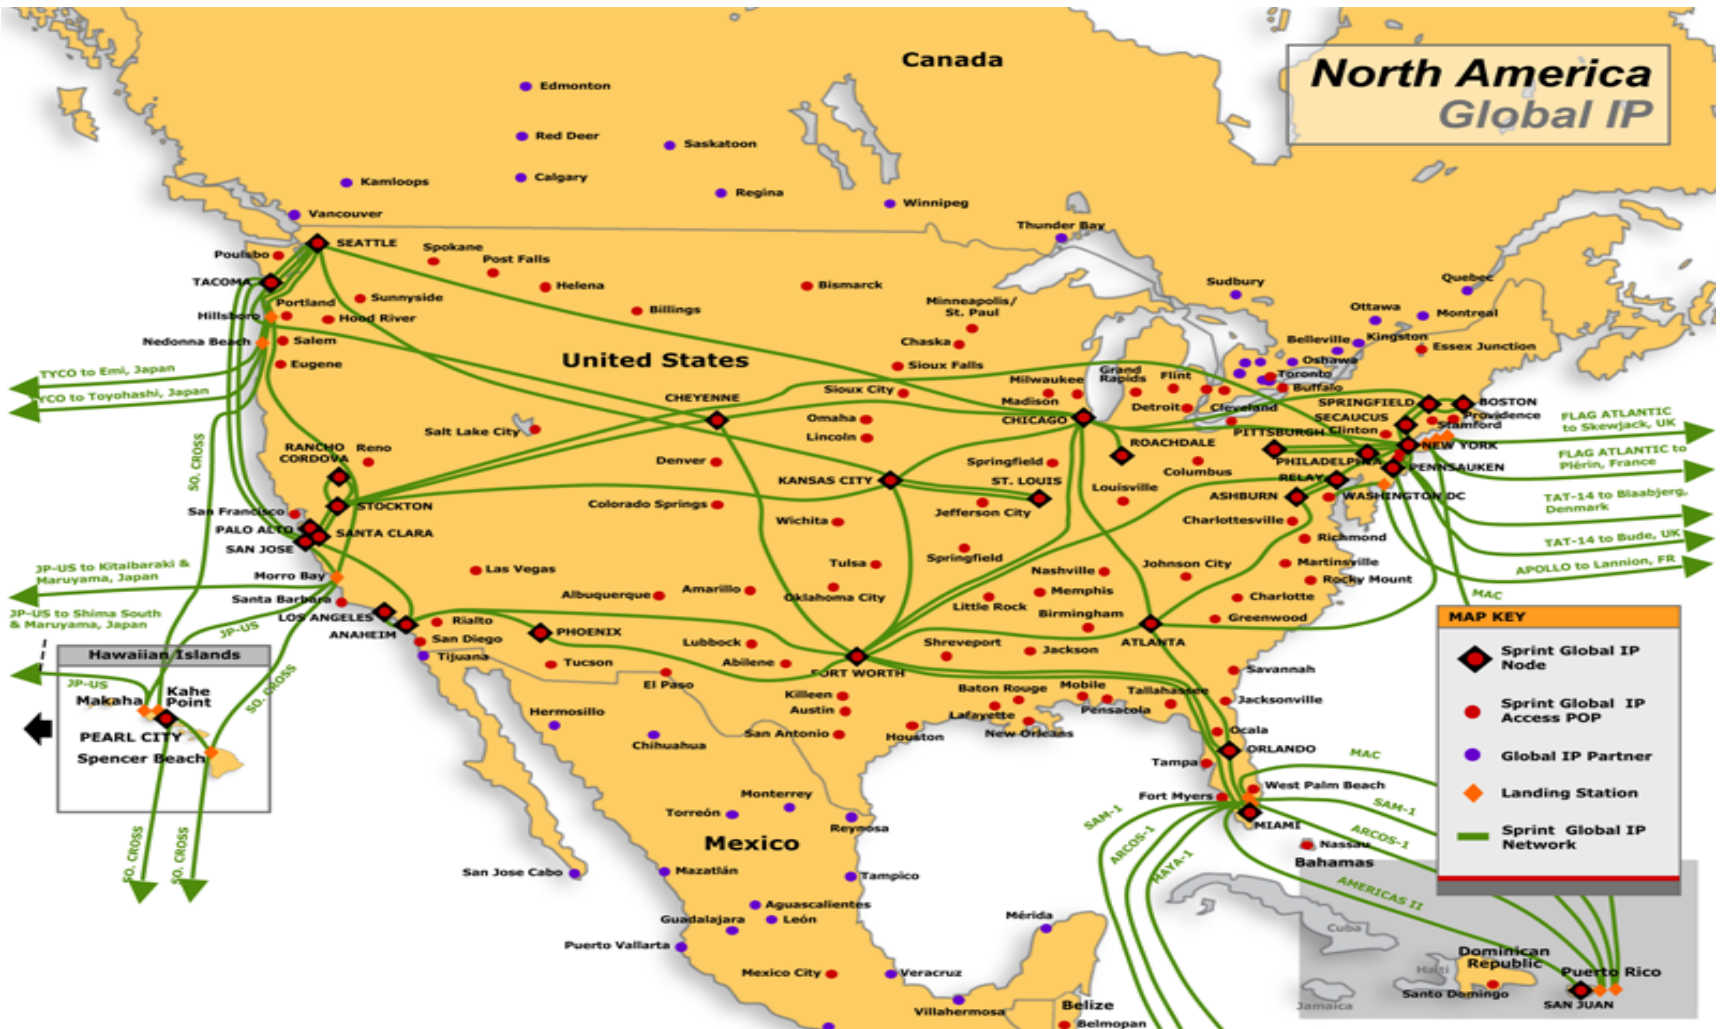 Canada
North America
Global IP
Edmonton
Red Deer
Saskatoon
Calgary
Kamloops
Regina
Winnipeg
Vancouver
Thunder Bay
SEATTLE
Spokane
Poulsbo
Post Falls
TACOMA
Helena
Bismarck
Sudbury
Quebec
Portland
Sunnyside
Billings
Minneapolis/
St. Paul
Ottawa
Montreal
Hillsboro
Hood River
Nedonna Beach
Salem
Chaska
Belleville
Kingston
Essex Junction
United States
Eugene
Sioux Falls
Oshawa
TYCO to Emi, Japan
YCO to Toyohashi, Japan
Sioux City
Milwaukee
Grand
Rapids
Flint
Toronto
Buffalo
CHEYENNE
Madison
Detroit
Cleveland
SPRINGFIELD
BOSTON
Omaha
CHICAGO
SECAUCUS
Providence
Stamford
FLAG ATLANTIC
to Skewjack, UK
Salt Lake City
Lincoln
ROACHDALE
PITTSBURGH
Clinton
NEW YORK
RANCHO
CORDOVA
Reno
Denver
Springfield
Columbus
PHILADELPHIA
PENNSAUKEN
FLAG ATLANTIC to
Plérin, France
SO. CROSS
KANSAS CITY
ST. LOUIS
Louisville
RELAY
ASHBURN
WASHINGTON DC
TAT-14 to Blaabjerg,
Denmark
San Francisco
STOCKTON
Colorado Springs
Jefferson City
PALO ALTO
SANTA CLARA
Wichita
Charlottesville
Richmond
TAT-14 to Bude, UK
SAN JOSE
Springfield
APOLLO to Lannion, FR
JP-US to Kitaibaraki &
Maruyama, Japan
Morro Bay
Las Vegas
Tulsa
Nashville
Johnson City
Martinsville
Rocky Mount
MAC
Santa Barbara
Albuquerque
Amarillo
Oklahoma City
Memphis
Little Rock
Charlotte
JP-US to Shima South
& Maruyama, Japan
LOS ANGELES
Rialto
Birmingham
Greenwood
MAP KEY
JP-US
ANAHEIM
San Diego
PHOENIX
Lubbock
Shreveport
Jackson
ATLANTA
Sprint Global IP
Node
Hawaiian Islands
Tijuana
Tucson
Abilene
FORT WORTH
Savannah
JP-US
Makaha
Kahe
Point
SO. CROSS
El Paso
Killeen
Baton Rouge
Mobile
Tallahassee
Jacksonville
Sprint Global IP
Access POP
Hermosillo
Austin
Lafayette
Pensacola
PEARL CITY
Chihuahua
San Antonio
Houston
New Orleans
Ocala
ORLANDO
Spencer Beach
Tampa
MAC
Global IP Partner
West Palm Beach
Monterrey
Fort Myers
Landing Station
Torreón
Reynosa
SAM-1
MIAMI
SAM-1
Sprint Global IP
Network
Mexico
ARCOS-1
ARCOS-1
Nassau
Bahamas
SO. CROSS
SO. CROSS
San Jose Cabo
Mazatlán
Tampico
MAYA-1
AMERICAS II
Aguascalientes
Guadalajara
León
Mérida
Cuba
Puerto Vallarta
Dominican
Republic
Mexico City
Veracruz
Haiti
Puerto Rico
Santo Domingo
SAN JUAN
Jamaica
Villahermosa
Belize
Belmopan